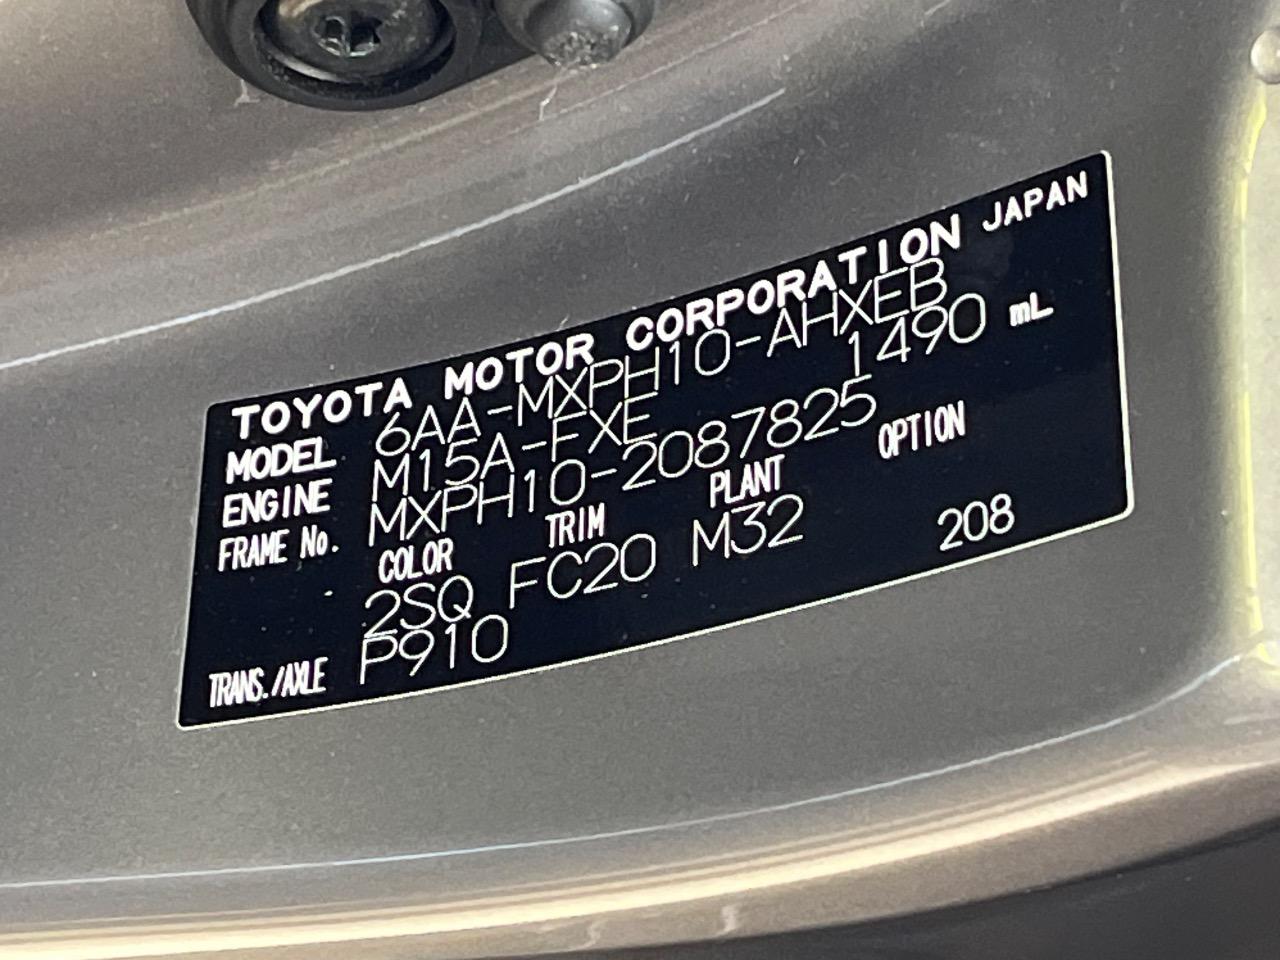 TOYOTA MOTOR CORPORATION JAPAN
MODEL 6AA-MXPH10-AHXEB
ENGINE M15A-FXE 1490 mL
FRAME No. MXPH10-2087825
COLOR TRIM PLANT OPTION
2SQ FC20 M32 208
TRANS./AXLE P910